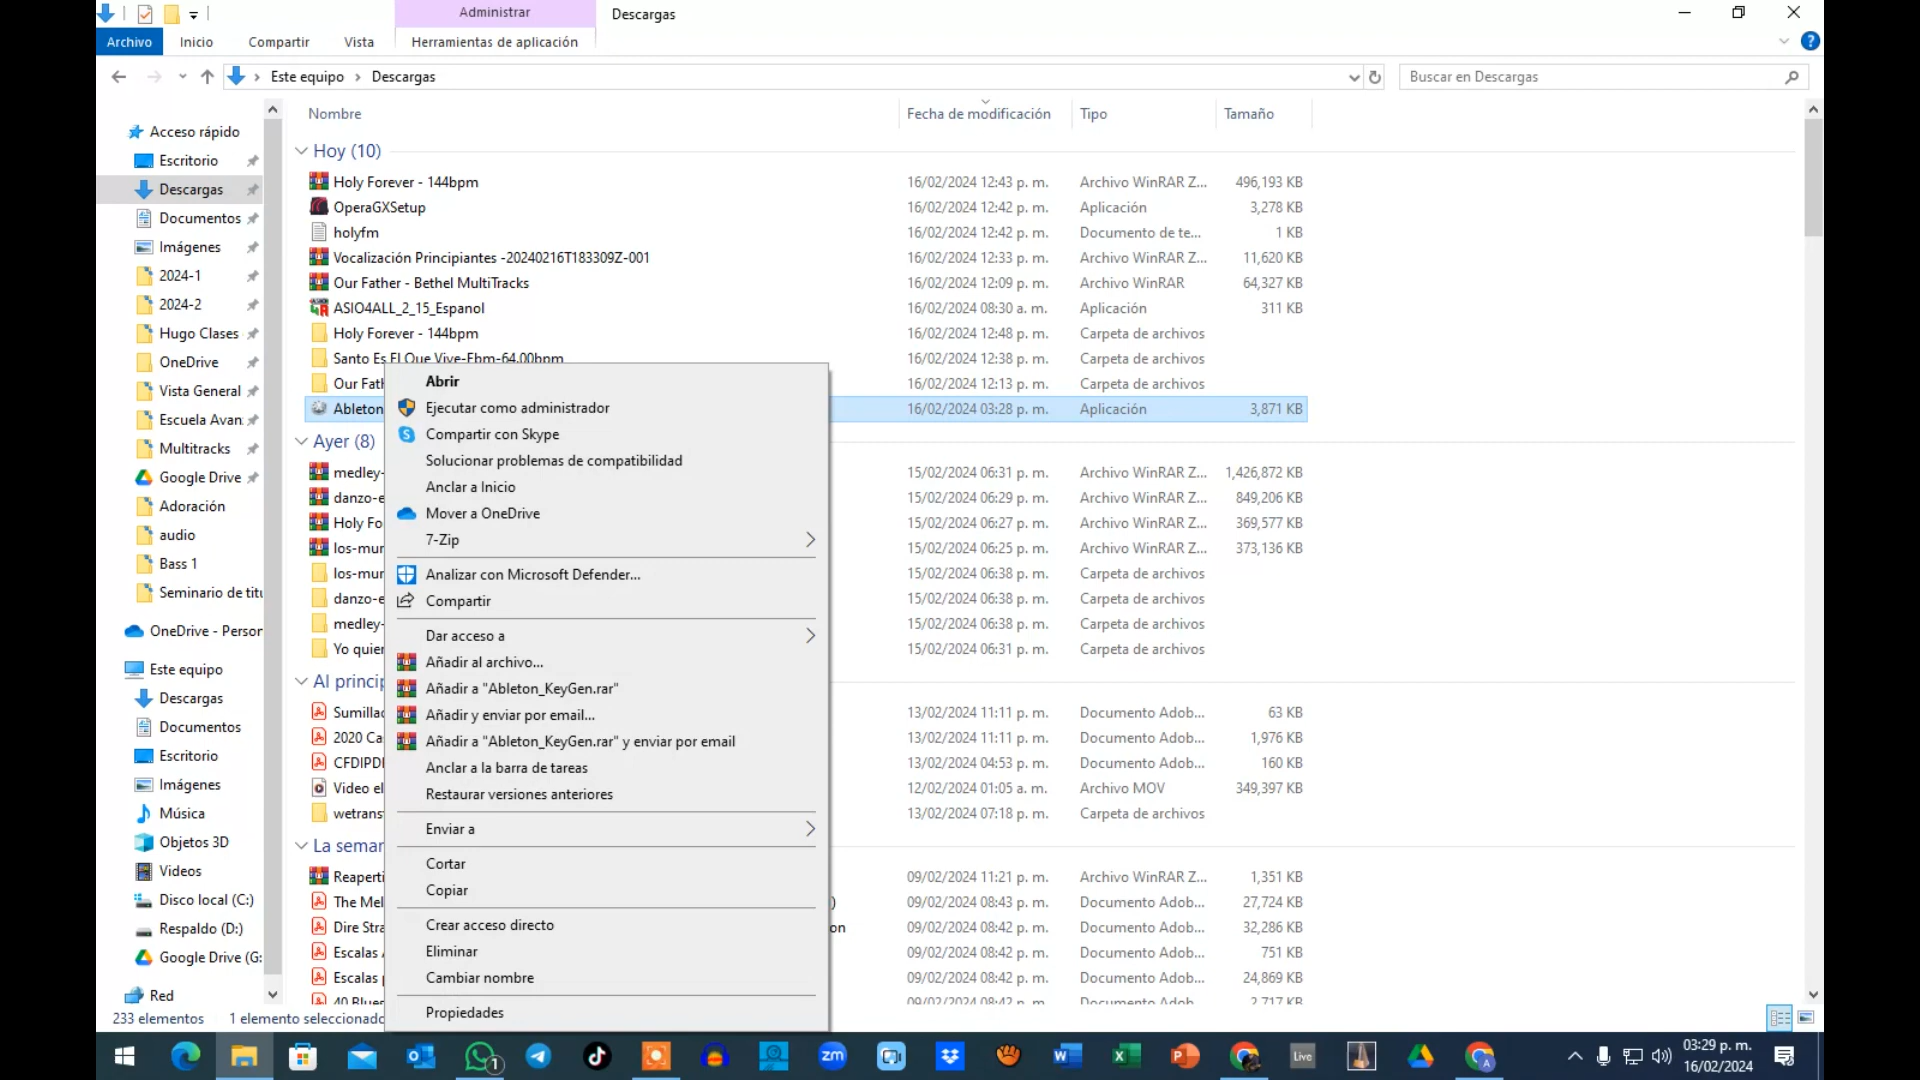 Administrar
Descargas
Archivo
Inicio
Compartir
Vista
Herramientas de aplicación
Este equipo > Descargas
Buscar en Descargas
Nombre
Fecha de modificación
Tipo
Tamaño
Acceso rápido
Escritorio
Descargas
Documentos
Imágenes
2024-1
2024-2
Hugo Clases
OneDrive
Vista General
Escuela Avan
Multitracks
Google Drive
Adoración
audio
Bass 1
Seminario de titu
OneDrive - Person
Este equipo
Descargas
Documentos
Escritorio
Imágenes
Música
Objetos 3D
Videos
Disco local (C:)
Respaldo (D:)
Google Drive (G:
Red
Hoy (10)
Holy Forever - 144bpm 16/02/2024 12:43 p. m. Archivo WinRAR Z... 496,193 KB
OperaGXSetup 16/02/2024 12:42 p. m. Aplicación 3,278 KB
holyfm 16/02/2024 12:42 p. m. Documento de te... 1 KB
Vocalización Principiantes -20240216T183309Z-001 16/02/2024 12:33 p. m. Archivo WinRAR Z... 11,620 KB
Our Father - Bethel MultiTracks 16/02/2024 12:09 p. m. Archivo WinRAR 64,327 KB
ASIO4ALL_2_15_Espanol 16/02/2024 08:30 a. m. Aplicación 311 KB
Holy Forever - 144bpm 16/02/2024 12:48 p. m. Carpeta de archivos
Santo Es El Que Vive-Ebm-64.00bpm 16/02/2024 12:38 p. m. Carpeta de archivos
Our Fath 16/02/2024 12:13 p. m. Carpeta de archivos
Ableton 16/02/2024 03:28 p. m. Aplicación 3,871 KB
Ayer (8)
medley- 15/02/2024 06:31 p. m. Archivo WinRAR Z... 1,426,872 KB
danzo-e 15/02/2024 06:29 p. m. Archivo WinRAR Z... 849,206 KB
Holy Fo 15/02/2024 06:27 p. m. Archivo WinRAR Z... 369,577 KB
los-mur 15/02/2024 06:25 p. m. Archivo WinRAR Z... 373,136 KB
los-mur 15/02/2024 06:38 p. m. Carpeta de archivos
danzo-e 15/02/2024 06:38 p. m. Carpeta de archivos
medley- 15/02/2024 06:38 p. m. Carpeta de archivos
Yo quier 15/02/2024 06:31 p. m. Carpeta de archivos
Al princip
Sumillac 13/02/2024 11:11 p. m. Documento Adob... 63 KB
2020 Ca 13/02/2024 11:11 p. m. Documento Adob... 1,976 KB
CFDIPDI 13/02/2024 04:53 p. m. Documento Adob... 160 KB
Video el 12/02/2024 01:05 a. m. Archivo MOV 349,397 KB
wetrans 13/02/2024 07:18 p. m. Carpeta de archivos
La semar
Reaperti 09/02/2024 11:21 p. m. Archivo WinRAR Z... 1,351 KB
The Mel ) 09/02/2024 08:43 p. m. Documento Adob... 27,724 KB
Dire Stra on 09/02/2024 08:42 p. m. Documento Adob... 32,286 KB
Escalas 09/02/2024 08:42 p. m. Documento Adob... 751 KB
Escalas 09/02/2024 08:42 p. m. Documento Adob... 24,869 KB
40 Blues 09/02/2024 08:42 p. m. Documento Adob... 2,717 KB
Abrir
Ejecutar como administrador
Compartir con Skype
Solucionar problemas de compatibilidad
Anclar a Inicio
Mover a OneDrive
7-Zip
Analizar con Microsoft Defender...
Compartir
Dar acceso a
Añadir al archivo...
Añadir a "Ableton_KeyGen.rar"
Añadir y enviar por email...
Añadir a "Ableton_KeyGen.rar" y enviar por email
Anclar a la barra de tareas
Restaurar versiones anteriores
Enviar a
Cortar
Copiar
Crear acceso directo
Eliminar
Cambiar nombre
Propiedades
233 elementos
1 elemento seleccionado
1
zm
Live
03:29 p. m.
16/02/2024